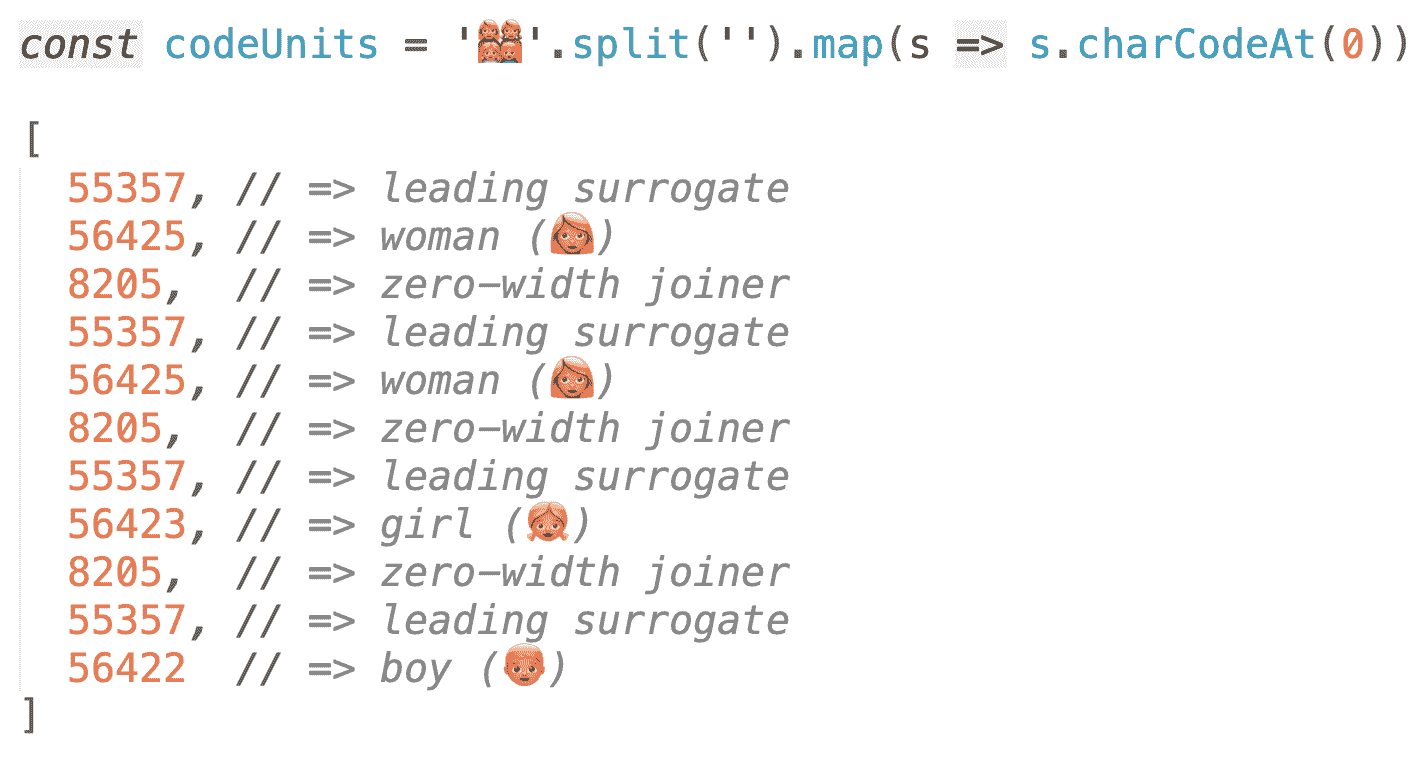 const codeUnits = '👩‍👩‍👧‍👦'.split('').map(s => s.charCodeAt(0))
[
55357, // => leading surrogate
56425, // => woman (👩)
8205,  // => zero-width joiner
55357, // => leading surrogate
56425, // => woman (👩)
8205,  // => zero-width joiner
55357, // => leading surrogate
56423, // => girl (👧)
8205,  // => zero-width joiner
55357, // => leading surrogate
56422  // => boy (👦)
]